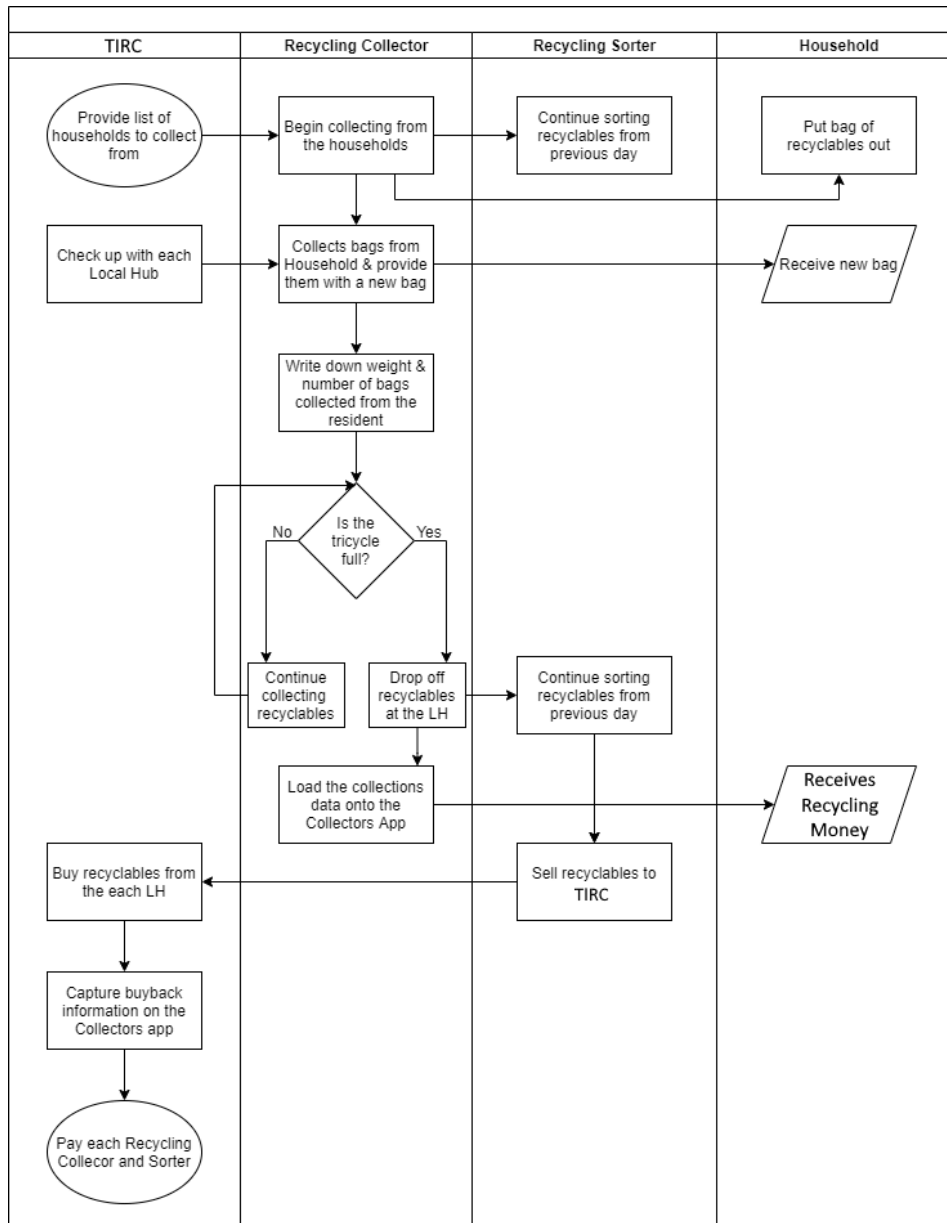 TIRC
Recycling Collector
Recycling Sorter
Household
Provide list of
households to collect
from
Begin collecting from
the households
Continue sorting
recyclables from
previous day
Put bag of
recyclables out
Check up with each
Local Hub
Collects bags from
Household & provide
them with a new bag
Receive new bag
Write down weight &
number of bags
collected from the
resident
Is the
tricycle
full?
No
Yes
Continue
collecting
recyclables
Drop off
recyclables
at the LH
Continue sorting
recyclables from
previous day
Load the collections
data onto the
Collectors App
Receives
Recycling
Money
Buy recyclables from
the each LH
Sell recyclables to
TIRC
Capture buyback
information on the
Collectors app
Pay each Recycling
Collecor and Sorter